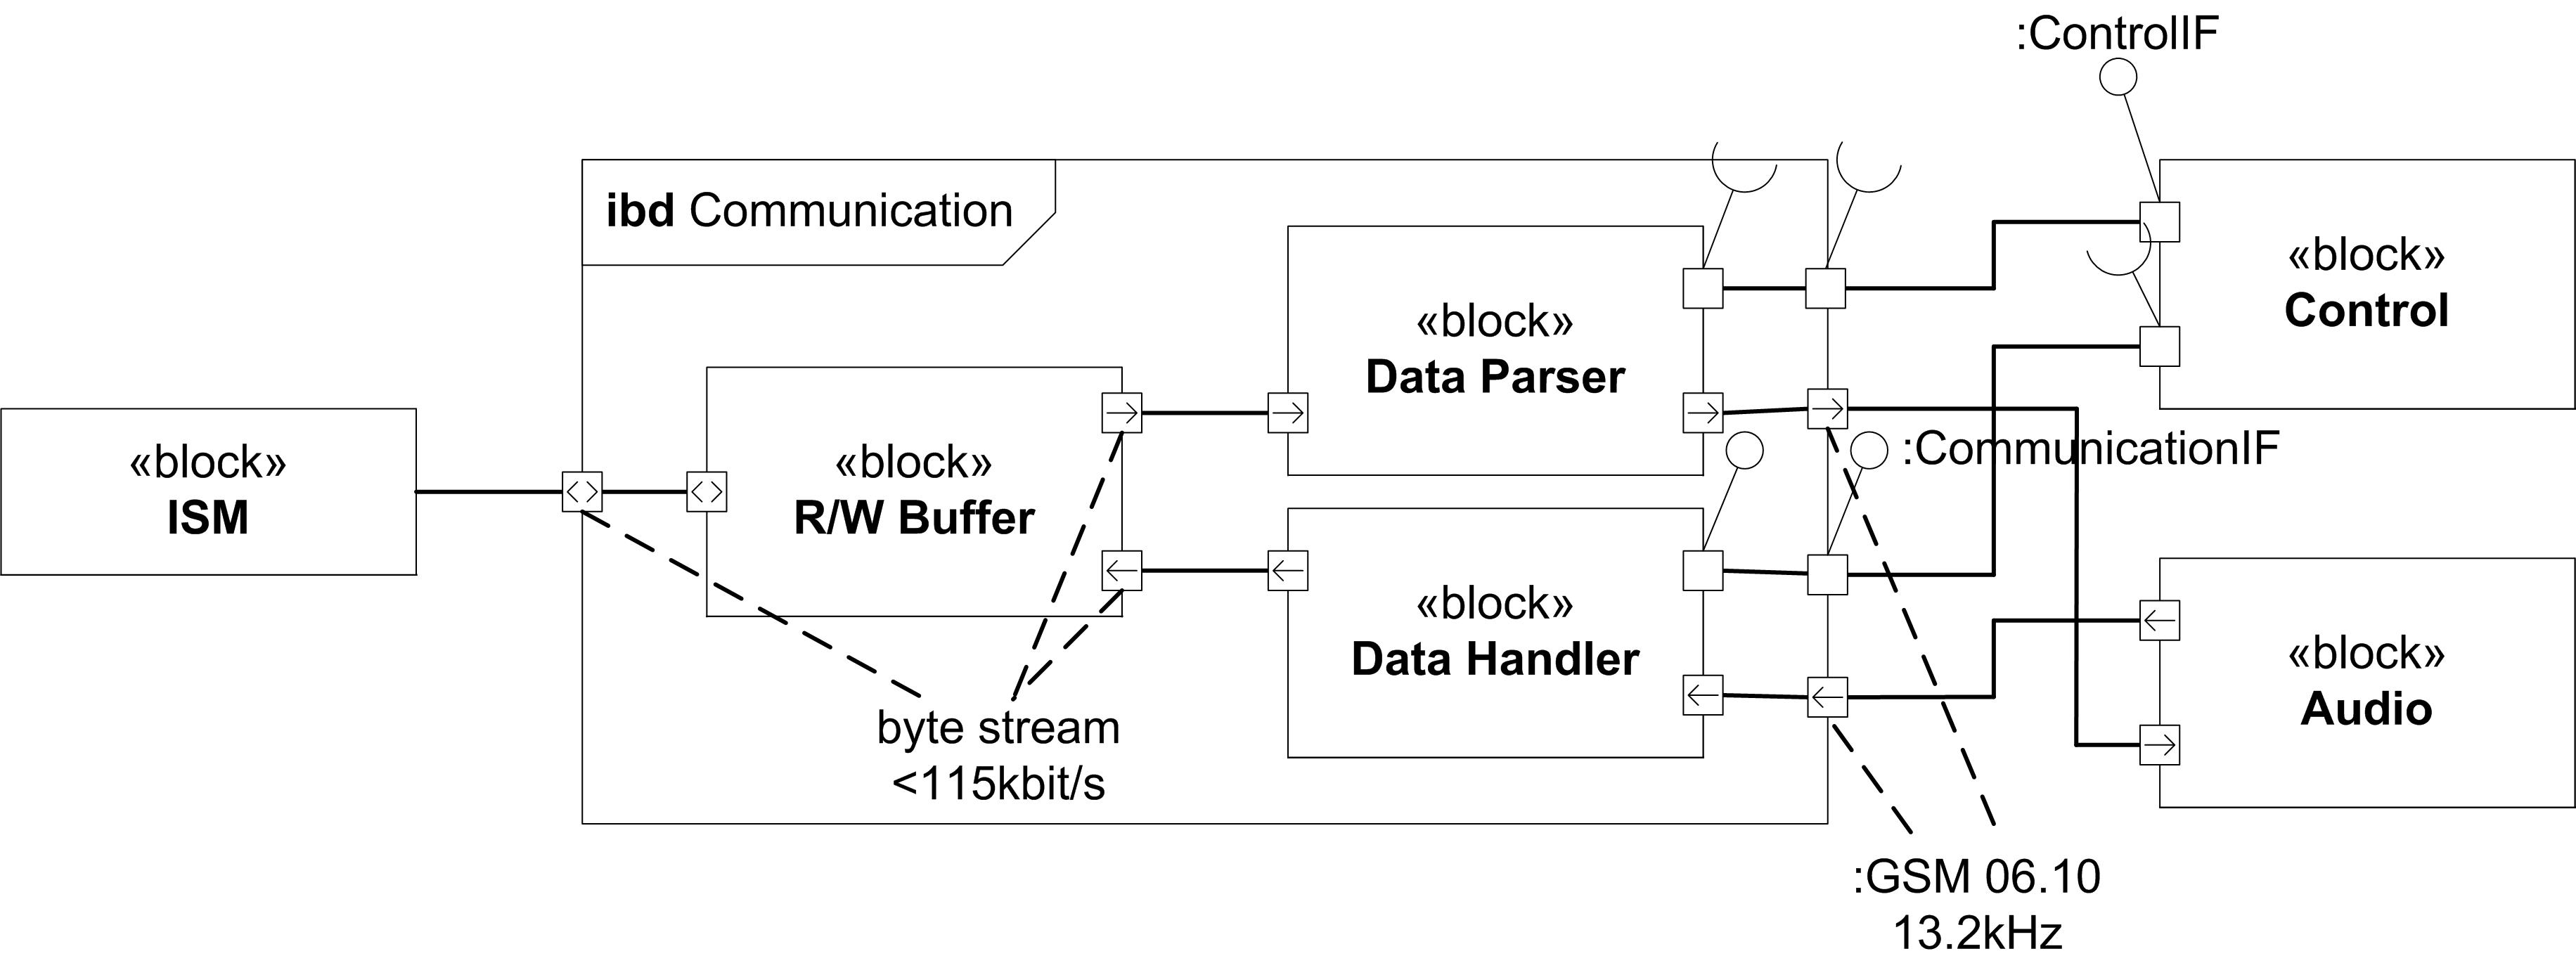 :ControlIF
ibd Communication
«block»
Control
«block»
Data Parser
«block»
ISM
«block»
R/W Buffer
:CommunicationIF
«block»
Data Handler
«block»
Audio
byte stream
<115kbit/s
:GSM 06.10
13.2kHz